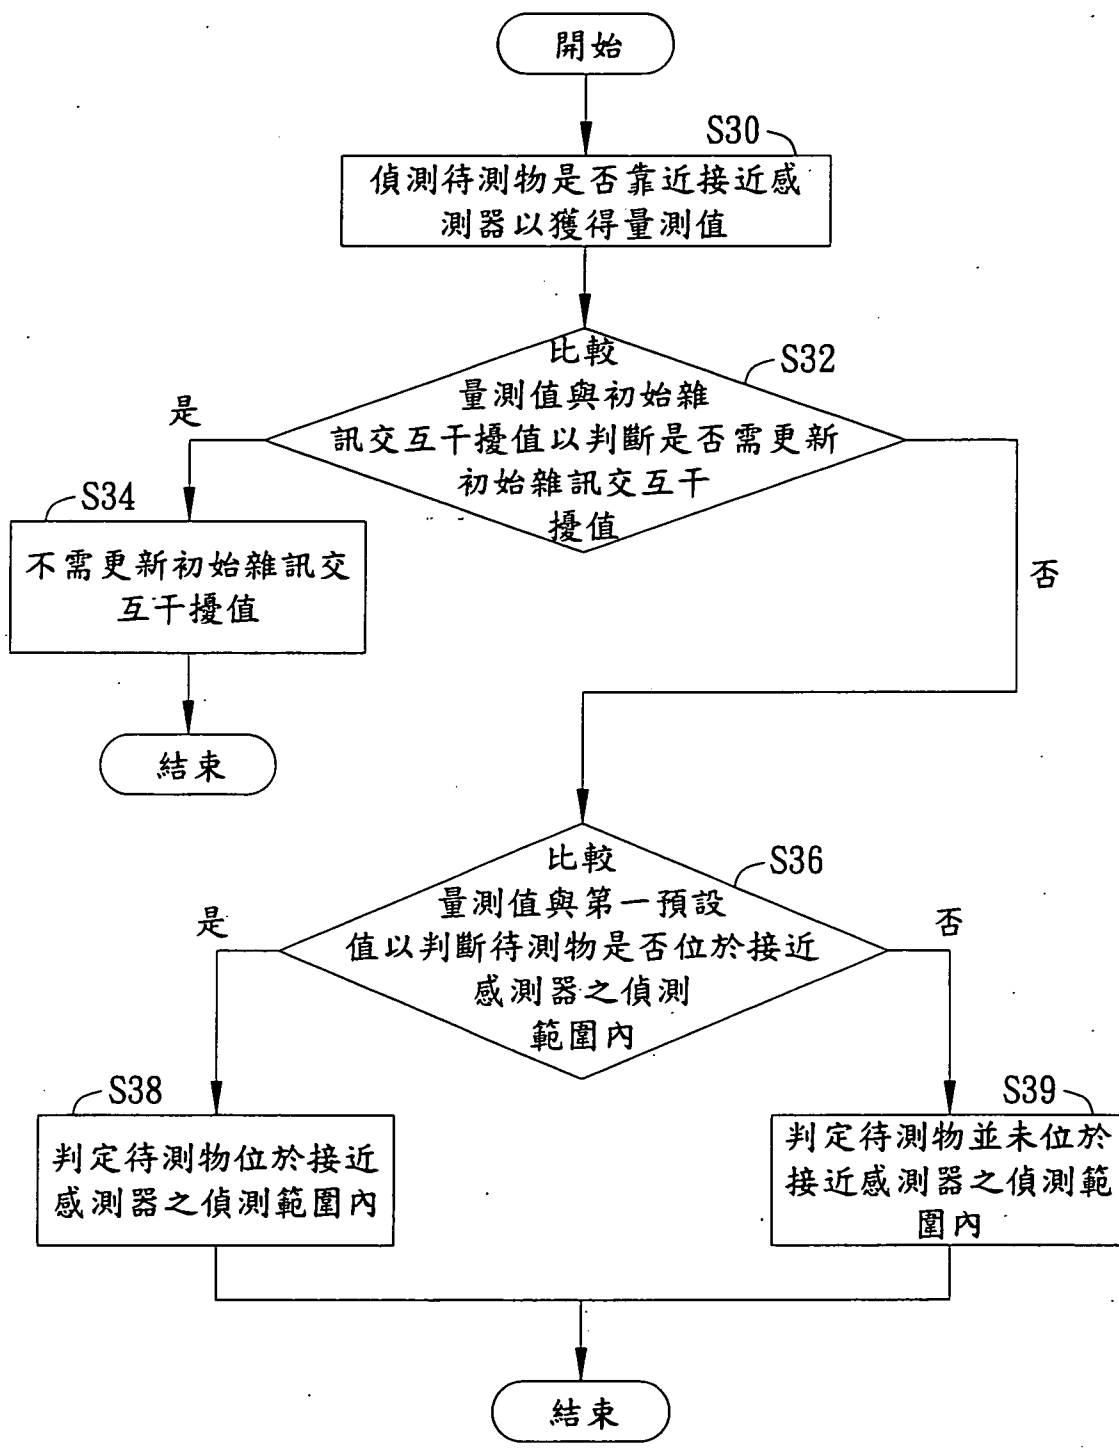 開始
S30
偵測待測物是否靠近接近感
測器以獲得量測值
比較
S32
量測值與初始雜
訊交互干擾值以判斷是否需更新
初始雜訊交互干
擾值
是
否
S34
不需更新初始雜訊交
互干擾值
結束
比較
S36
量測值與第一預設
值以判斷待測物是否位於接近
感測器之偵測
範圍內
是
否
S38
判定待測物位於接近
感測器之偵測範圍內
S39
判定待測物並未位於
接近感測器之偵測範
圍內
結束